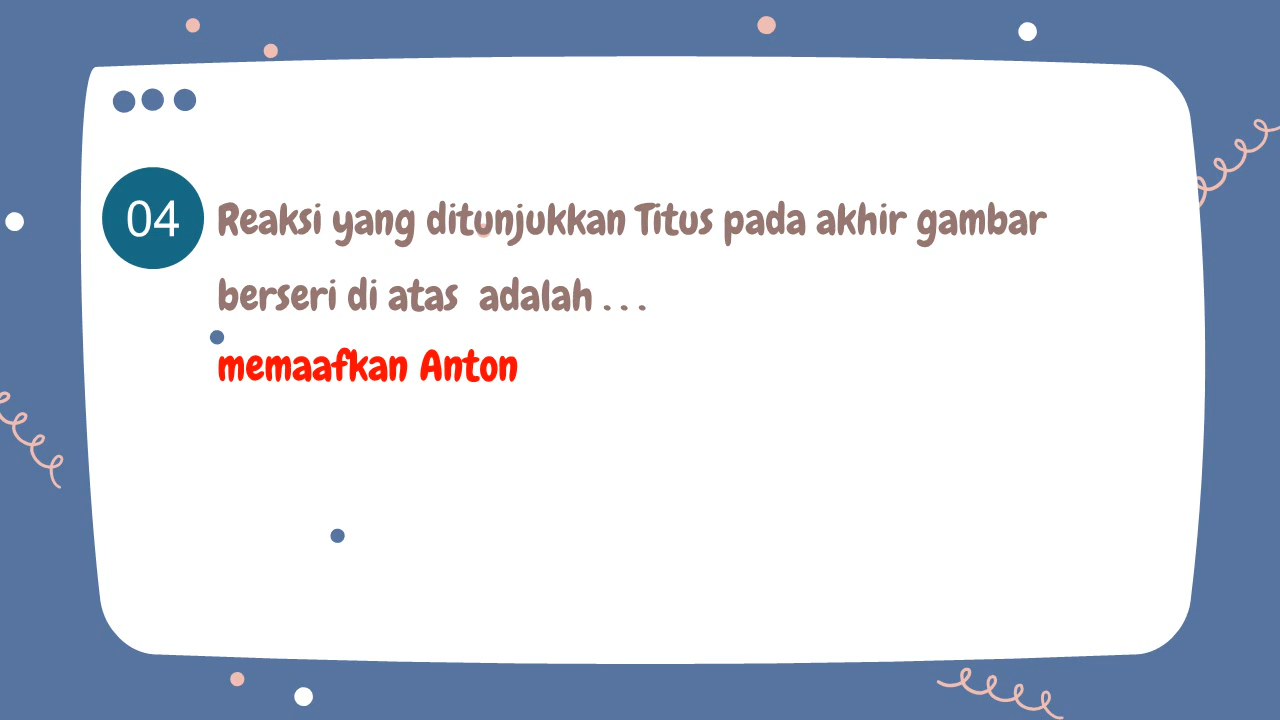 04
Reaksi yang ditunjukkan Titus pada akhir gambar
berseri di atas adalah . . .
memaafkan Anton